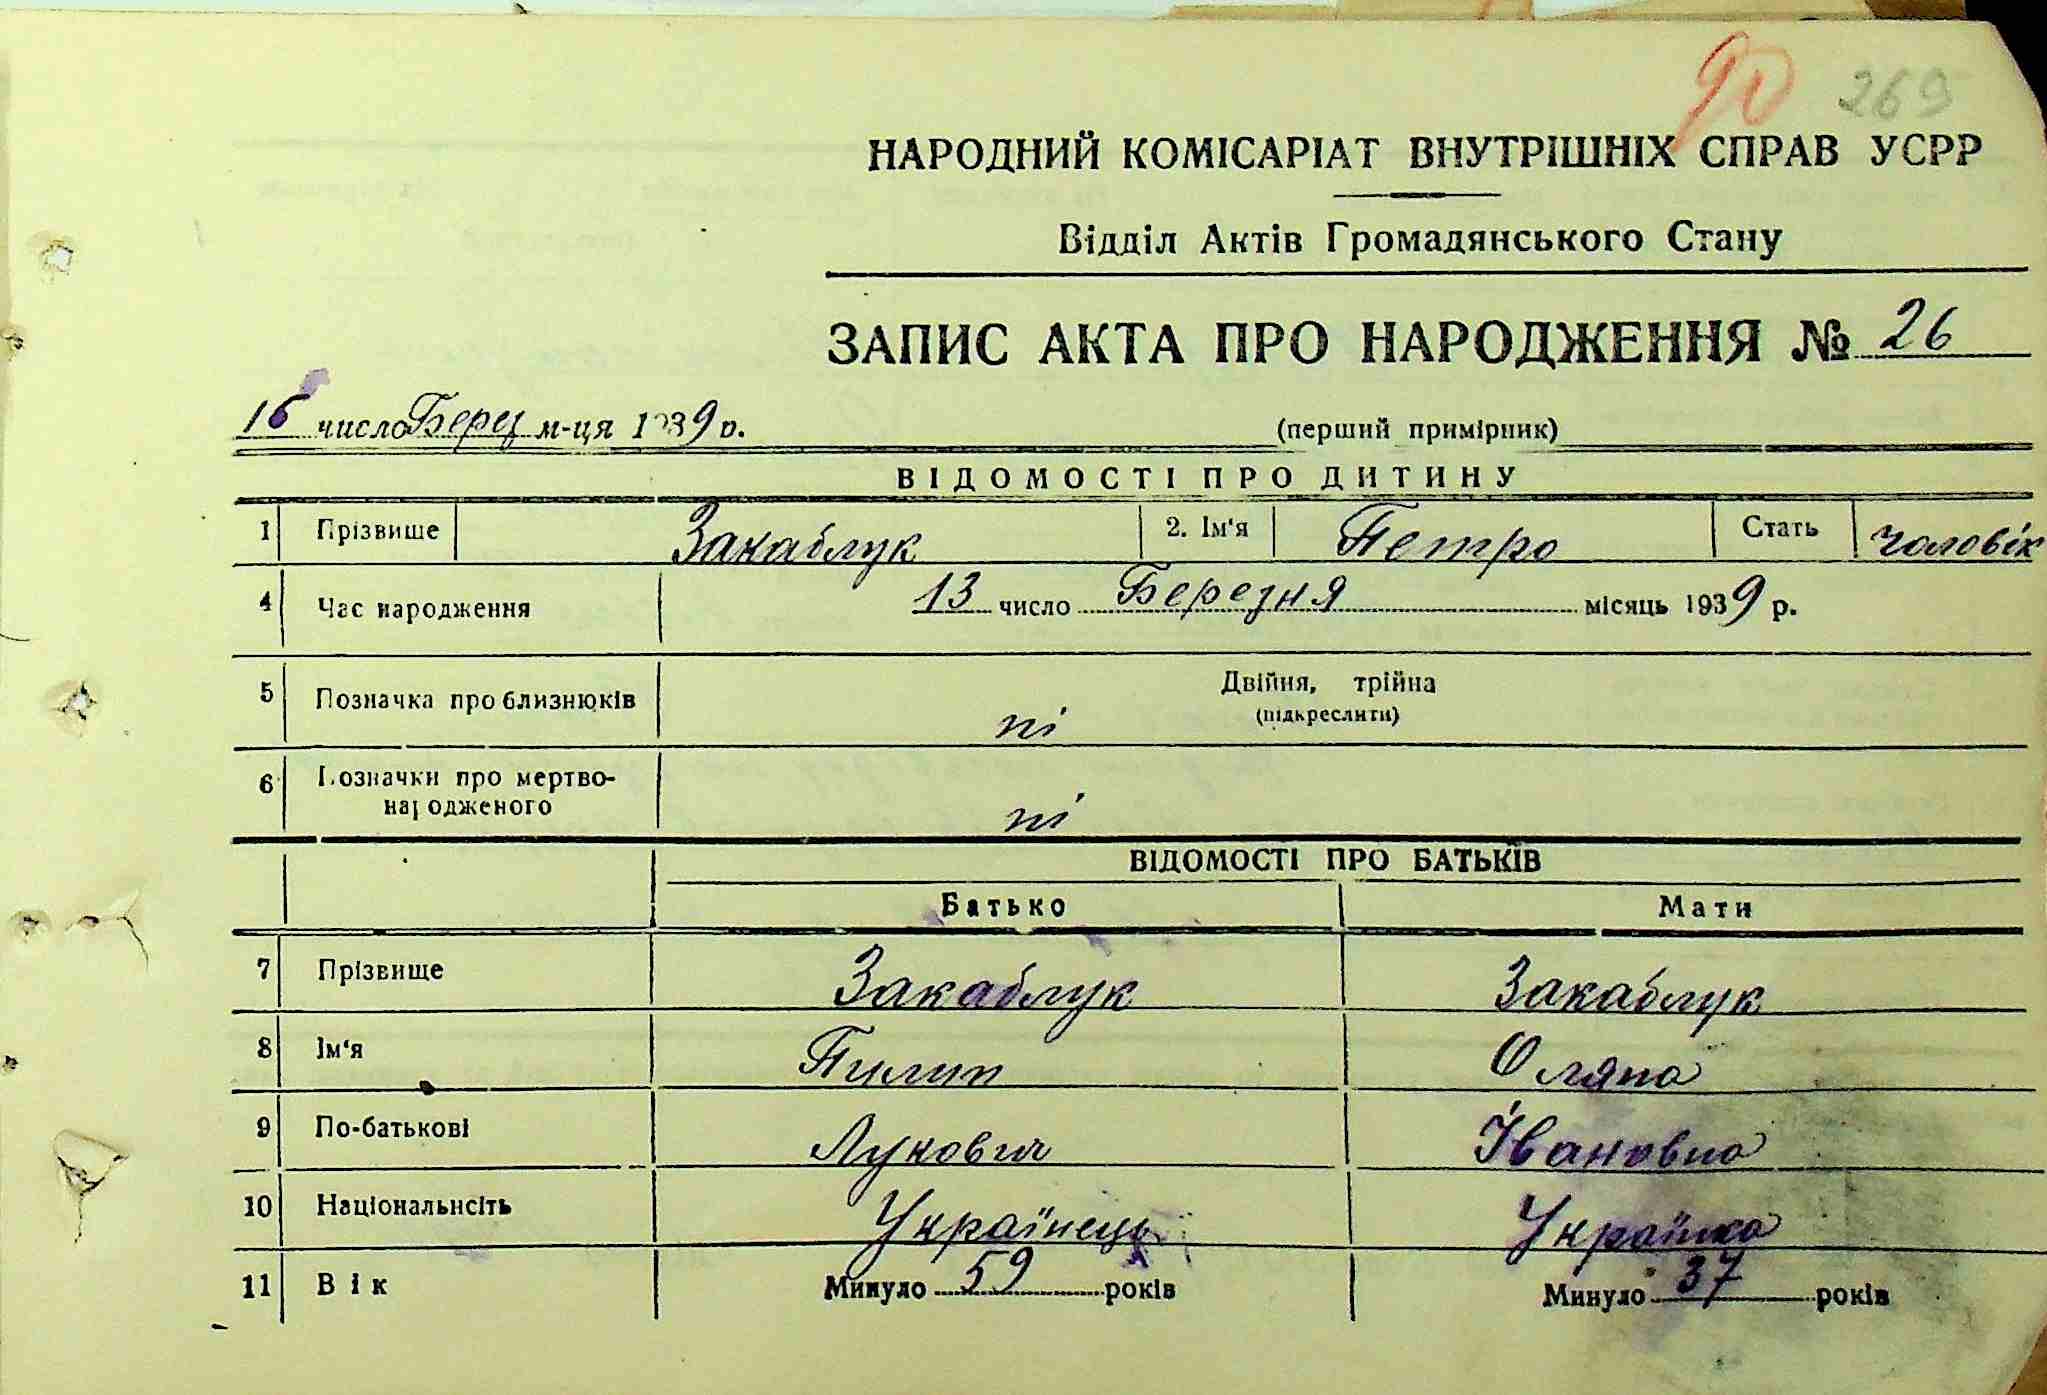 90 269
НАРОДНИЙ КОМІСАРІАТ ВНУТРІШНІХ СПРАВ УСРР
Відділ Актів Громадянського Стану
ЗАПИС АКТА ПРО НАРОДЖЕННЯ № 26
16 число Берез м-ця 1939 р.
(перший примірник)
ВІДОМОСТІ ПРО ДИТИНУ
1 Прізвище Закаблук 2. Ім'я Петро Стать чоловік
4 Час народження 13 число Березня місяць 1939 р.
5 Позначка про близнюків ні Двійня, трійна
(підкреслити)
6 Позначки про мертво-
народженого ні
ВІДОМОСТІ ПРО БАТЬКІВ
Батько Мати
7 Прізвище Закаблук Закаблук
8 Ім'я Пилип Оляна
9 По-батькові Лукович Івановна
10 Національнсіть Українець Українка
11 Вік Минуло 59 років Минуло 37 років